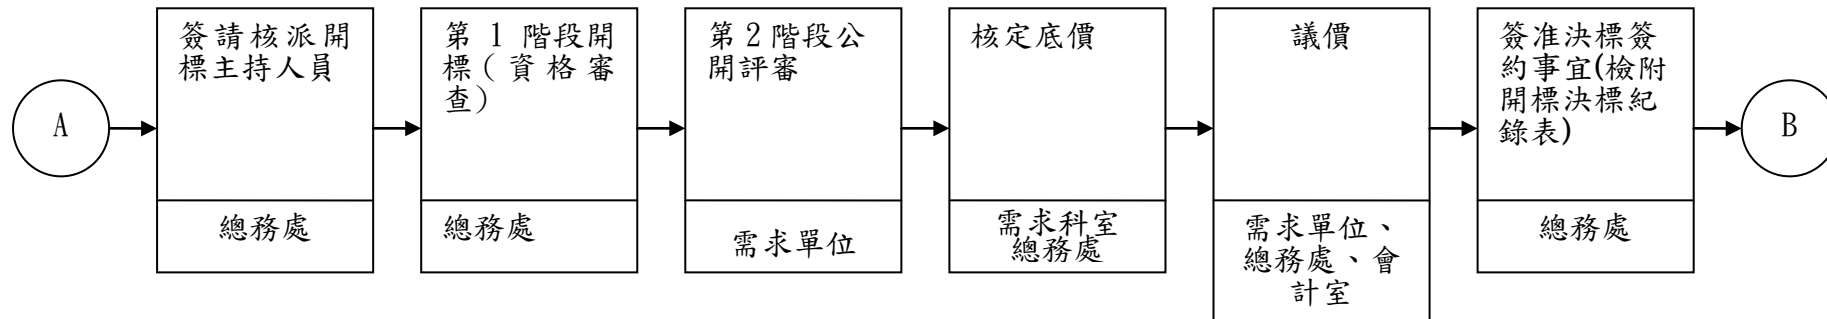 A
簽請核派開
標主持人員
總務處
第 1 階段開
標(資格審
查)
總務處
第2階段公
開評審
需求單位
核定底價
需求科室
總務處
議價
需求單位、
總務處、會
計室
簽准決標簽
約事宜(檢附
開標決標紀
錄表)
總務處
B